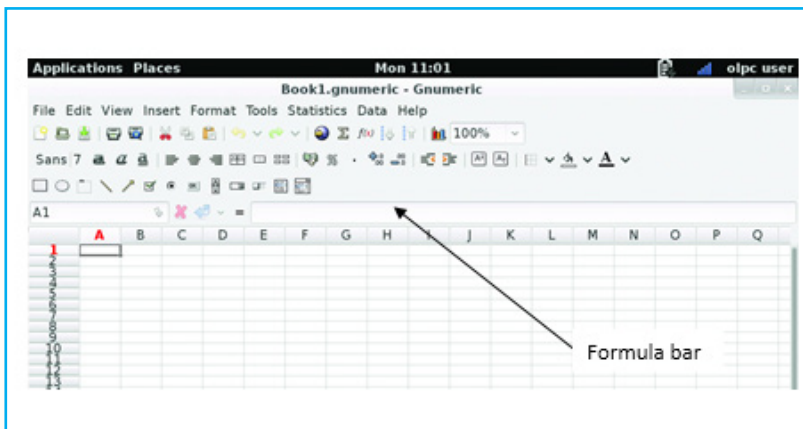 Applications Places Mon 11:01 olpc user
Book1.gnumeric - Gnumeric
File Edit View Insert Format Tools Statistics Data Help
100%
Sans 7
A1 =
A B C D E F G H I J K L M N O P Q
1
2
3
4
5
6
7
8
9
10
11
12
13
Formula bar